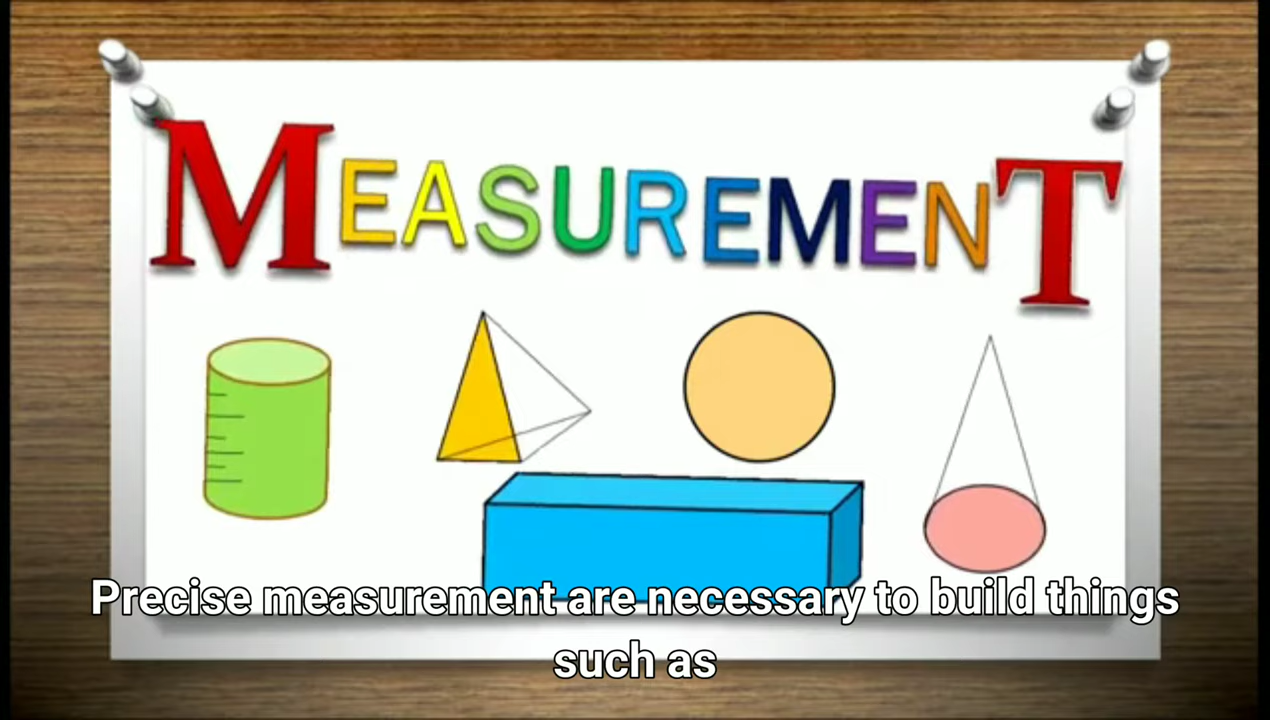 MEASUREMENT
Precise measurement are necessary to build things
such as